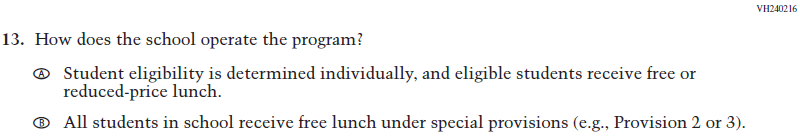 VH240216
13. How does the school operate the program?
Ⓐ Student eligibility is determined individually, and eligible students receive free or
reduced-price lunch.
Ⓑ All students in school receive free lunch under special provisions (e.g., Provision 2 or 3).